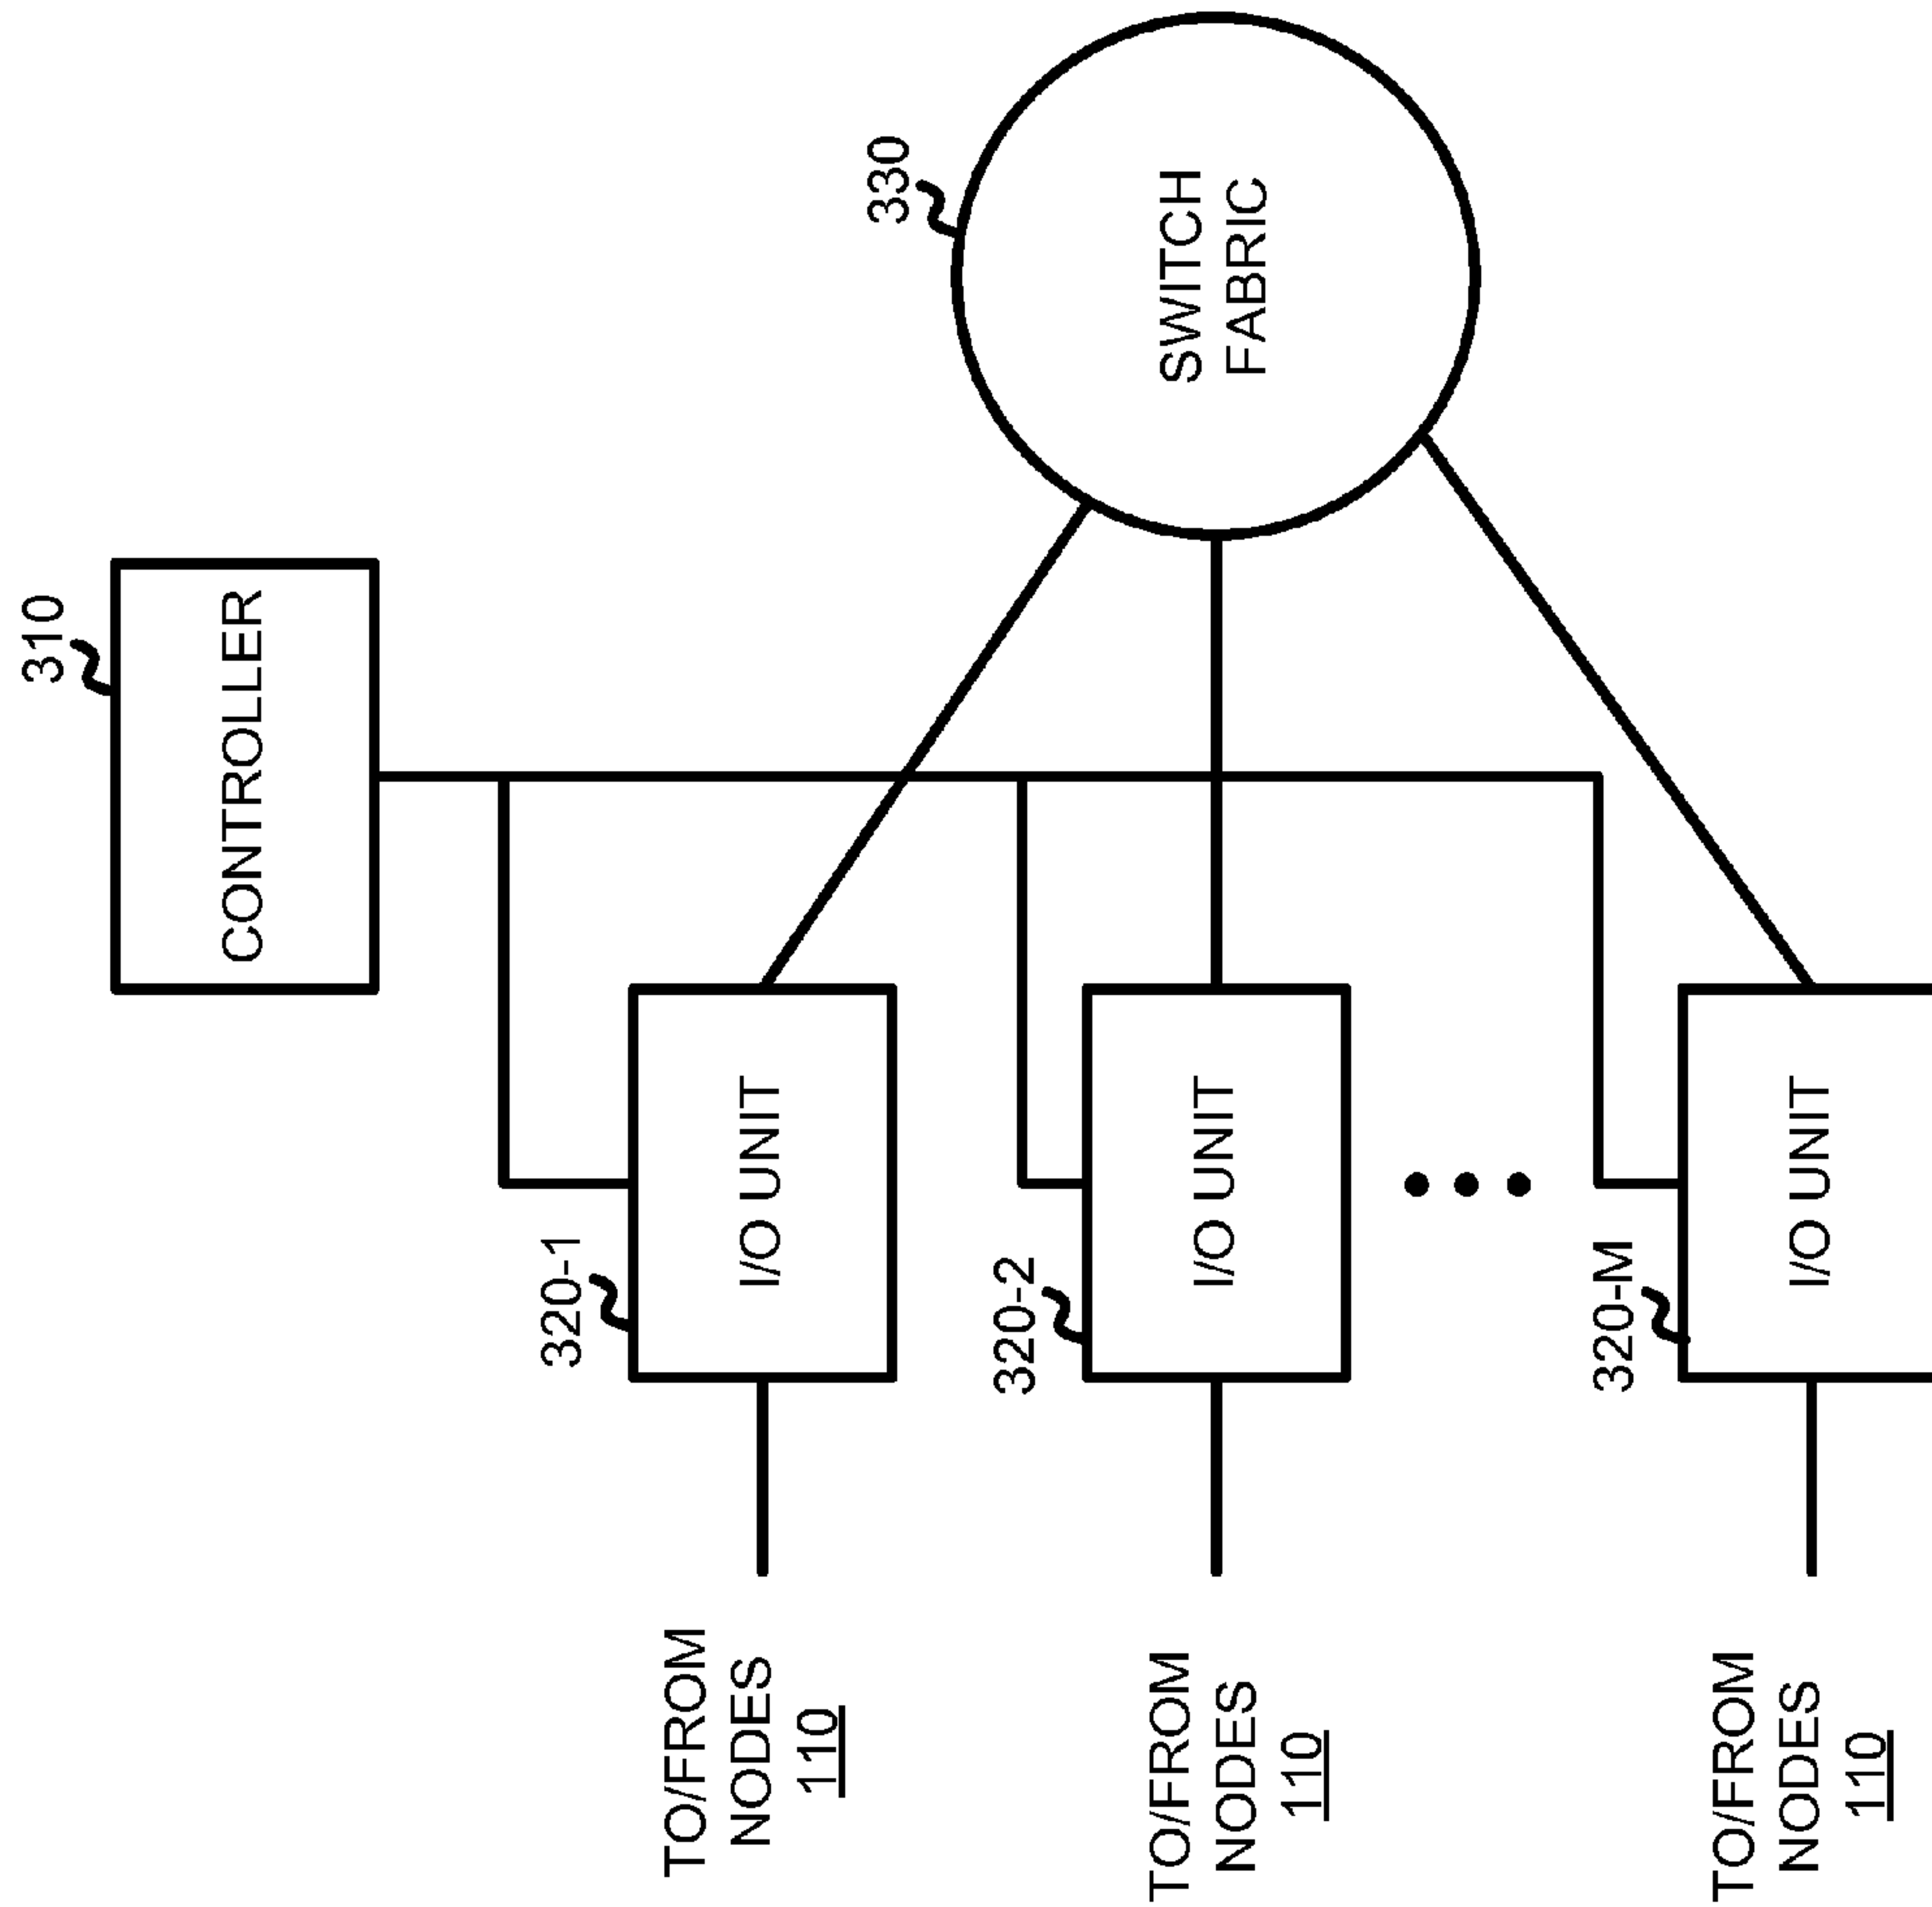 310
CONTROLLER
330
SWITCH
FABRIC
320-1
I/O UNIT
TO/FROM
NODES
110
320-2
I/O UNIT
TO/FROM
NODES
110
320-M
I/O UNIT
TO/FROM
NODES
110